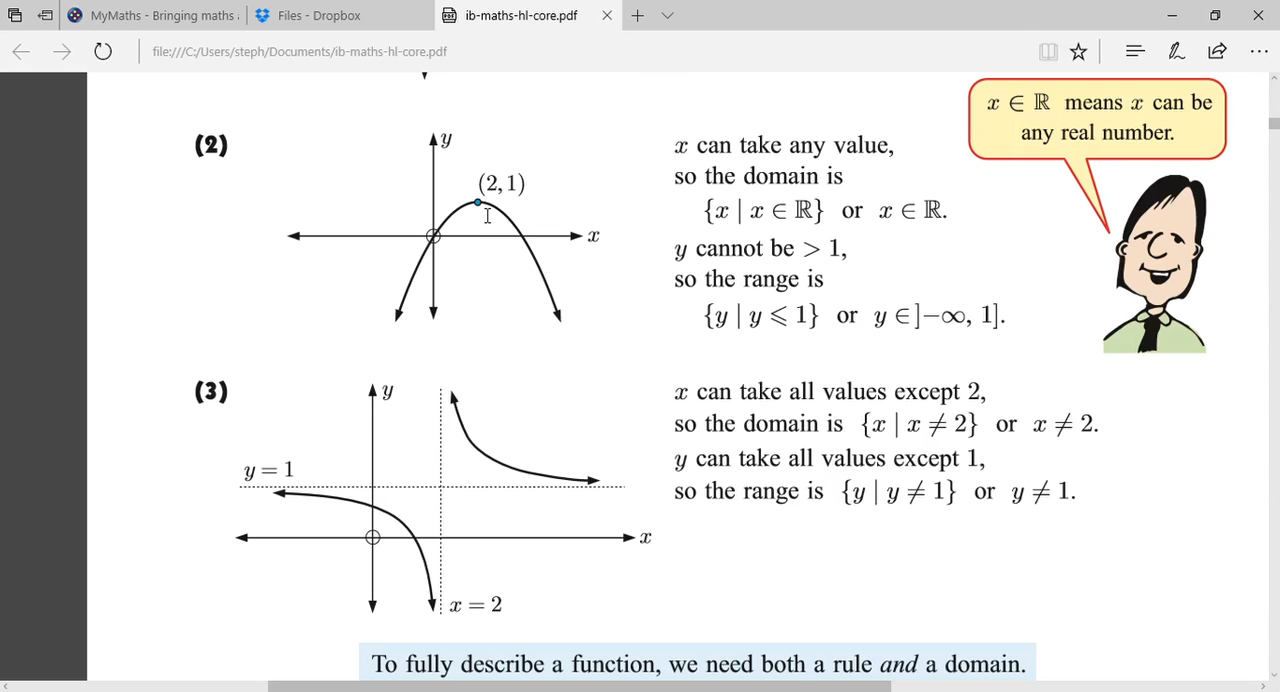 MyMaths - Bringing maths a
Files - Dropbox
ib-maths-hl-core.pdf
file:///C:/Users/steph/Documents/ib-maths-hl-core.pdf
x ∈ ℝ means x can be
any real number.
(2)
y
(2, 1)
x
x can take any value,
so the domain is
{x | x ∈ ℝ} or x ∈ ℝ.
y cannot be > 1,
so the range is
{y | y ⩽ 1} or y ∈ ]−∞, 1].
(3)
y
y = 1
x
x = 2
x can take all values except 2,
so the domain is {x | x ≠ 2} or x ≠ 2.
y can take all values except 1,
so the range is {y | y ≠ 1} or y ≠ 1.
To fully describe a function, we need both a rule and a domain.